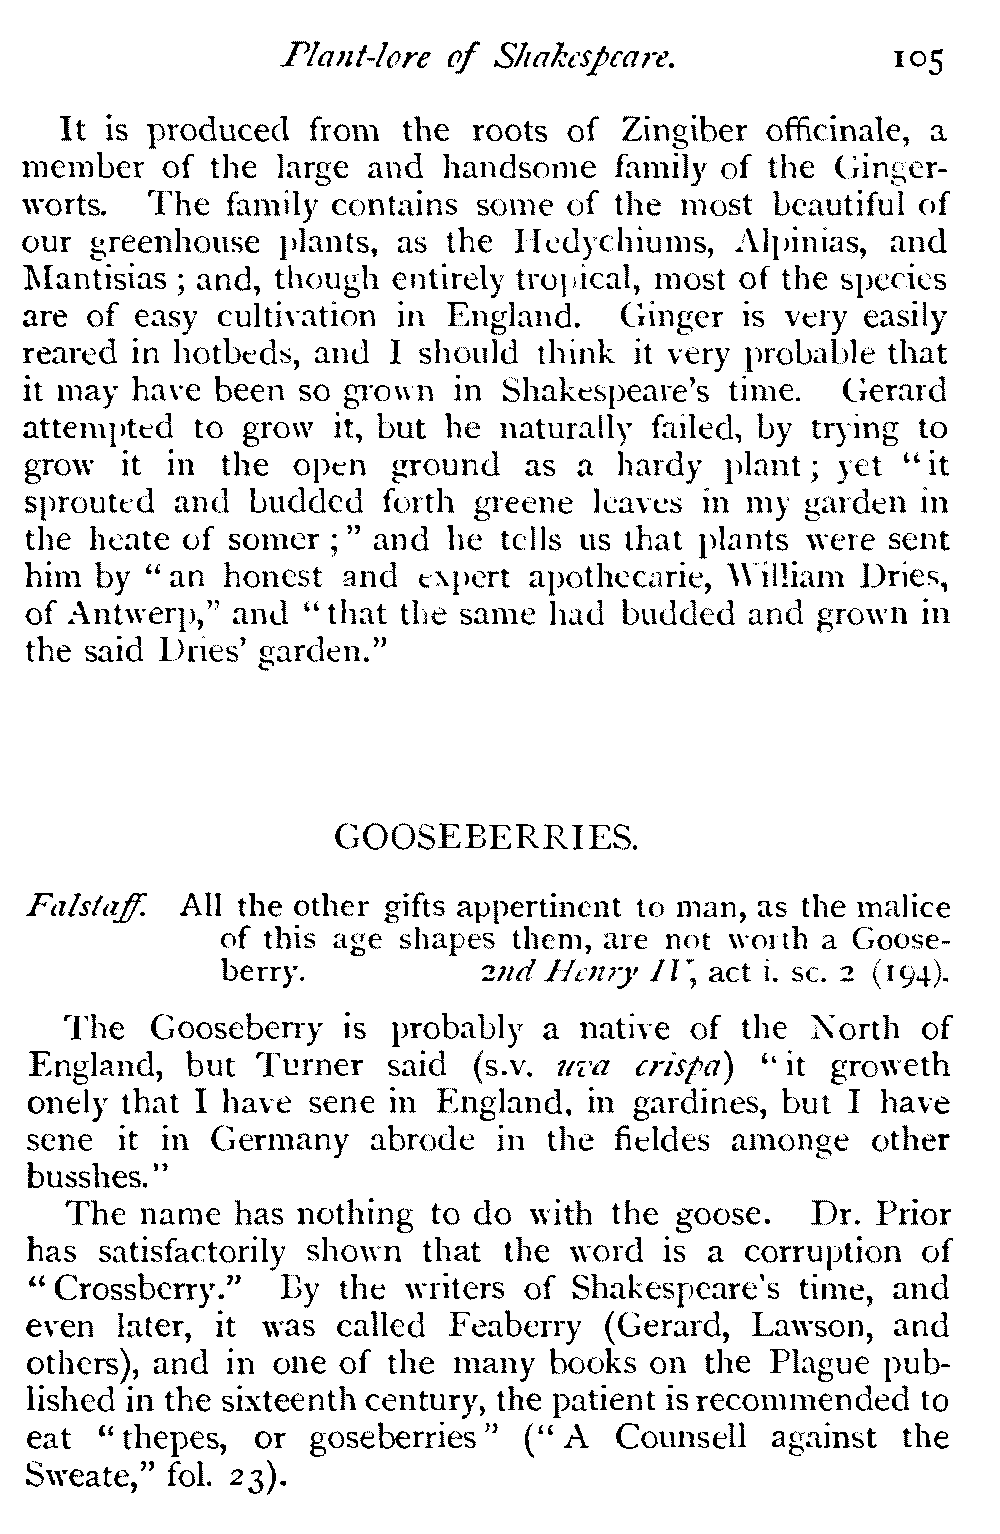 Plant-lore of Shakespeare. 105
It is produced from the roots of Zingiber officinale, a
member of the large and handsome family of the Ginger-
worts. The family contains some of the most beautiful of
our greenhouse plants, as the Hedychiums, Alpinias, and
Mantisias ; and, though entirely tropical, most of the species
are of easy cultivation in England. Ginger is very easily
reared in hotbeds, and I should think it very probable that
it may have been so grown in Shakespeare's time. Gerard
attempted to grow it, but he naturally failed, by trying to
grow it in the open ground as a hardy plant ; yet "it
sprouted and budded forth greene leaves in my garden in
the heate of somer ;" and he tells us that plants were sent
him by "an honest and expert apothecarie, William Dries,
of Antwerp," and "that the same had budded and grown in
the said Dries' garden."
GOOSEBERRIES.
Falstaff. All the other gifts appertinent to man, as the malice
of this age shapes them, are not worth a Goose-
berry. 2nd Henry IV, act i. sc. 2 (194).
The Gooseberry is probably a native of the North of
England, but Turner said (s.v. uva crispa) "it groweth
onely that I have sene in England, in gardines, but I have
sene it in Germany abrode in the fieldes amonge other
busshes."
The name has nothing to do with the goose. Dr. Prior
has satisfactorily shown that the word is a corruption of
"Crossberry." By the writers of Shakespeare's time, and
even later, it was called Feaberry (Gerard, Lawson, and
others), and in one of the many books on the Plague pub-
lished in the sixteenth century, the patient is recommended to
eat "thepes, or goseberries" ("A Counsell against the
Sweate," fol. 23).